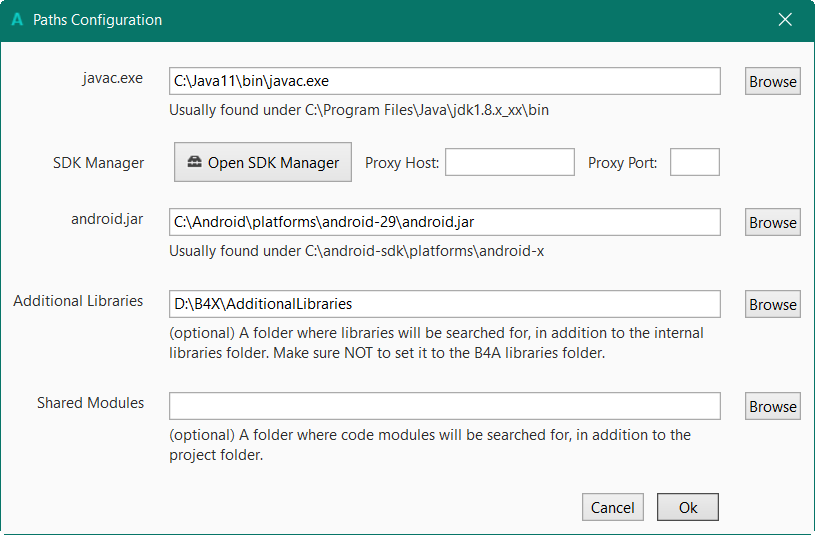 A Paths Configuration
javac.exe C:\Java11\bin\javac.exe Browse
Usually found under C:\Program Files\Java\jdk1.8.x_xx\bin
SDK Manager Open SDK Manager Proxy Host: Proxy Port:
android.jar C:\Android\platforms\android-29\android.jar Browse
Usually found under C:\android-sdk\platforms\android-x
Additional Libraries D:\B4X\AdditionalLibraries Browse
(optional) A folder where libraries will be searched for, in addition to the internal
libraries folder. Make sure NOT to set it to the B4A libraries folder.
Shared Modules Browse
(optional) A folder where code modules will be searched for, in addition to the
project folder.
Cancel Ok